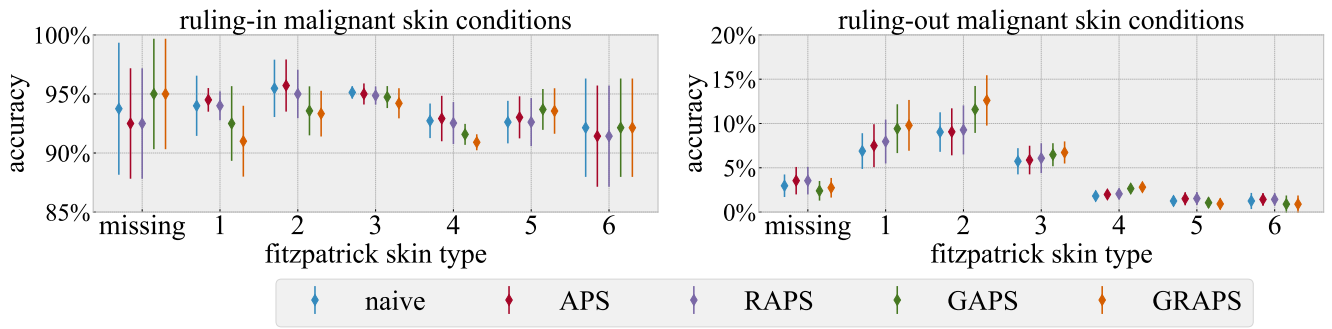 ruling-in malignant skin conditions
100%
95%
90%
85%
accuracy
missing 1 2 3 4 5 6
fitzpatrick skin type
ruling-out malignant skin conditions
20%
15%
10%
5%
0%
accuracy
missing 1 2 3 4 5 6
fitzpatrick skin type
naive APS RAPS GAPS GRAPS